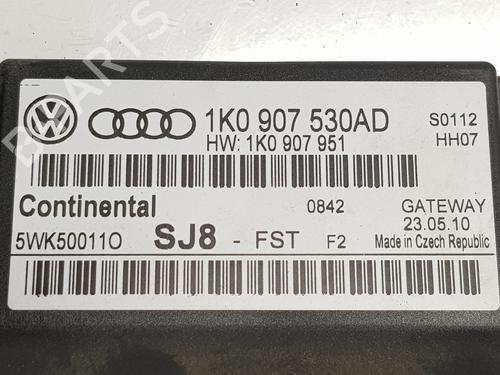 1K0 907 530AD
S0112
HW: 1K0 907 951
HH07
Continental
0842
GATEWAY
23.05.10
5WK50011O
SJ8 - FST F2
Made in Czech Republic